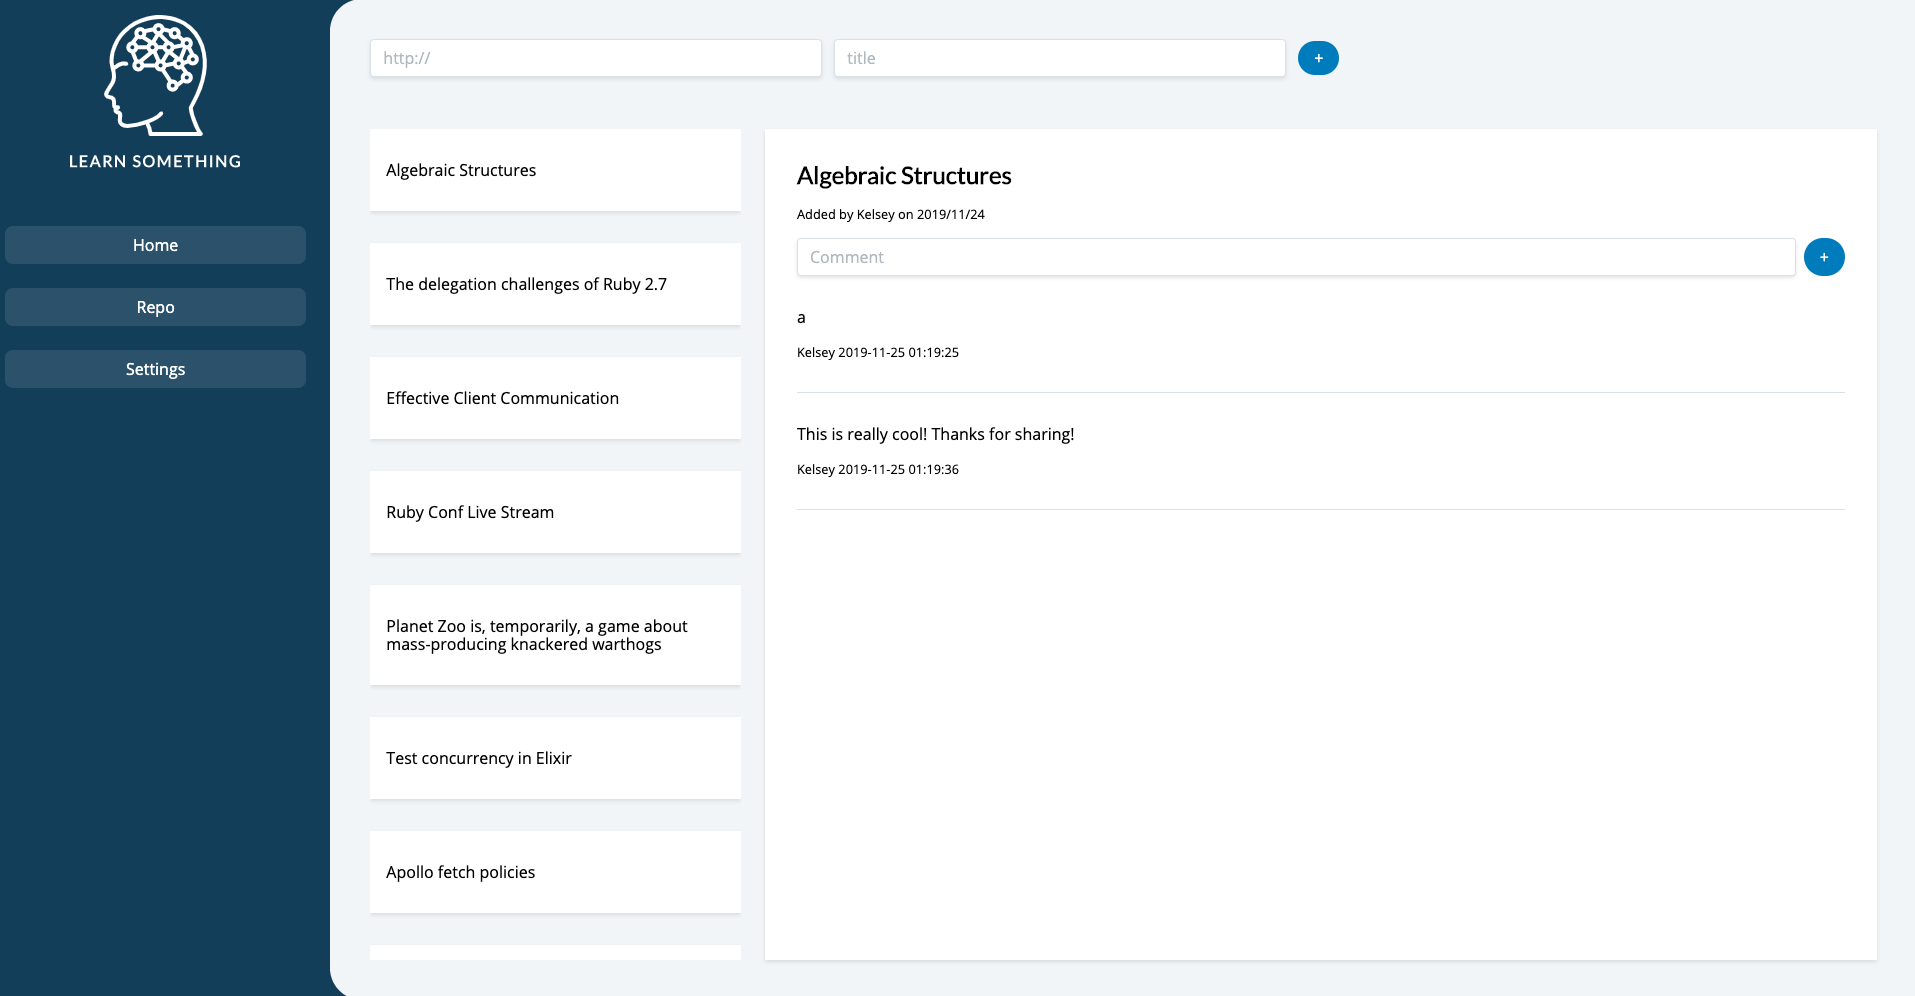 LEARN SOMETHING
Home
Repo
Settings
http://
title
+
Algebraic Structures
The delegation challenges of Ruby 2.7
Effective Client Communication
Ruby Conf Live Stream
Planet Zoo is, temporarily, a game about
mass-producing knackered warthogs
Test concurrency in Elixir
Apollo fetch policies
Algebraic Structures
Added by Kelsey on 2019/11/24
Comment
+
a
Kelsey 2019-11-25 01:19:25
This is really cool! Thanks for sharing!
Kelsey 2019-11-25 01:19:36